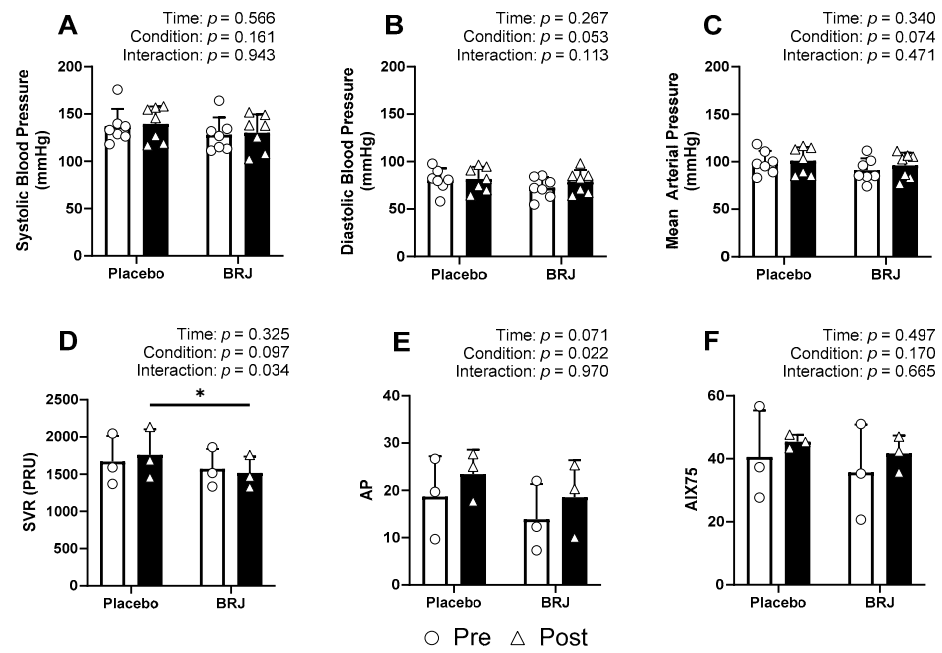 A
Time: p = 0.566
Condition: p = 0.161
Interaction: p = 0.943
Systolic Blood Pressure
(mmHg)
200
150
100
50
0
Placebo
BRJ
B
Time: p = 0.267
Condition: p = 0.053
Interaction: p = 0.113
Diastolic Blood Pressure
(mmHg)
200
150
100
50
0
Placebo
BRJ
C
Time: p = 0.340
Condition: p = 0.074
Interaction: p = 0.471
Mean Arterial Pressure
(mmHg)
200
150
100
50
0
Placebo
BRJ
D
Time: p = 0.325
Condition: p = 0.097
Interaction: p = 0.034
SVR (PRU)
2500
2000
1500
1000
500
0
*
Placebo
BRJ
E
Time: p = 0.071
Condition: p = 0.022
Interaction: p = 0.970
AP
40
30
20
10
0
Placebo
BRJ
F
Time: p = 0.497
Condition: p = 0.170
Interaction: p = 0.665
AIX75
60
40
20
0
Placebo
BRJ
Pre
Post